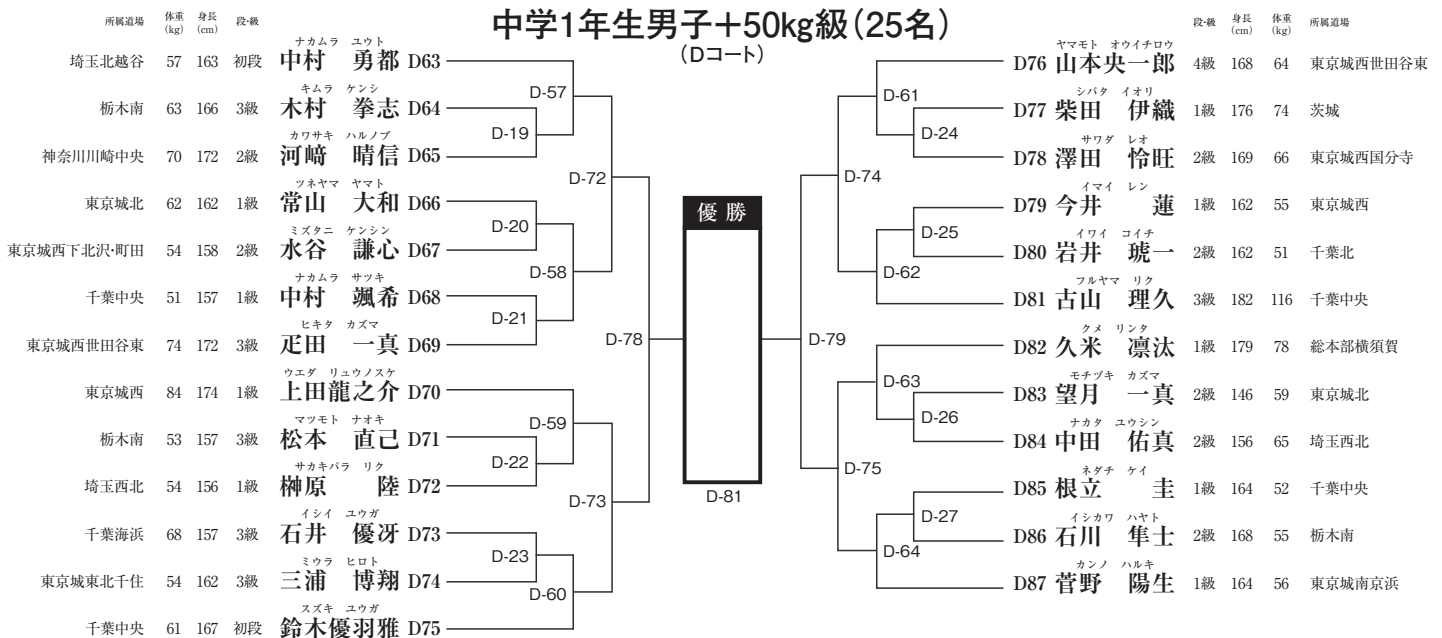 中学1年生男子+50kg級（25名）
（Dコート）
所属道場 体重(kg) 身長(cm) 段・級
ナカムラ ユウト
埼玉北越谷 57 163 初段 中村 勇都 D63
キムラ ケンシ
栃木南 63 166 3級 木村 拳志 D64
カワサキ ハルノブ
神奈川川崎中央 70 172 2級 河﨑 晴信 D65
ツネヤマ ヤマト
東京城北 62 162 1級 常山 大和 D66
ミズタニ ケンシン
東京城西下北沢・町田 54 158 2級 水谷 謙心 D67
ナカムラ サツキ
千葉中央 51 157 1級 中村 颯希 D68
ヒキタ カズマ
東京城西世田谷東 74 172 3級 疋田 一真 D69
ウエダ リュウノスケ
東京城西 84 174 1級 上田龍之介 D70
マツモト ナオキ
栃木南 53 157 3級 松本 直己 D71
サカキバラ リク
埼玉西北 54 156 1級 榊原 陸 D72
イシイ ユウガ
千葉海浜 68 157 3級 石井 優冴 D73
ミウラ ヒロト
東京城東北千住 54 162 3級 三浦 博翔 D74
スズキ ユウガ
千葉中央 61 167 初段 鈴木優羽雅 D75
D-57
D-19
D-72
D-20
D-58
D-21
D-78
D-59
D-22
D-73
D-23
D-60
優勝
D-81
D-61
D-24
D-74
D-25
D-62
D-79
D-63
D-26
D-75
D-27
D-64
段・級 身長(cm) 体重(kg) 所属道場
ヤマモト オウイチロウ
D76 山本央一郎 4級 168 64 東京城西世田谷東
シバタ イオリ
D77 柴田 伊織 1級 176 74 茨城
サワダ レオ
D78 澤田 怜旺 2級 169 66 東京城西国分寺
イマイ レン
D79 今井 蓮 1級 162 55 東京城西
イワイ コイチ
D80 岩井 琥一 2級 162 51 千葉北
フルヤマ リク
D81 古山 理久 3級 182 116 千葉中央
クメ リンタ
D82 久米 凛汰 1級 179 78 総本部横須賀
モチヅキ カズマ
D83 望月 一真 2級 146 59 東京城北
ナカタ ユウシン
D84 中田 佑真 2級 156 65 埼玉西北
ネダチ ケイ
D85 根立 圭 1級 164 52 千葉中央
イシカワ ハヤト
D86 石川 隼士 2級 168 55 栃木南
カンノ ハルキ
D87 菅野 陽生 1級 164 56 東京城南京浜